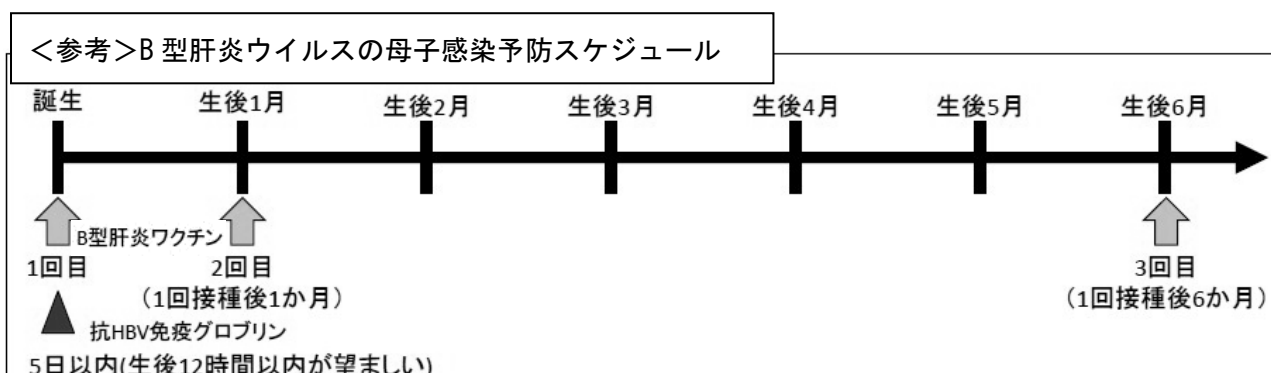 ＜参考＞B型肝炎ウイルスの母子感染予防スケジュール
誕生 生後1月 生後2月 生後3月 生後4月 生後5月 生後6月
B型肝炎ワクチン
1回目 2回目 3回目
（1回接種後1か月） （1回接種後6か月）
抗HBV免疫グロブリン
5日以内(生後12時間以内が望ましい)